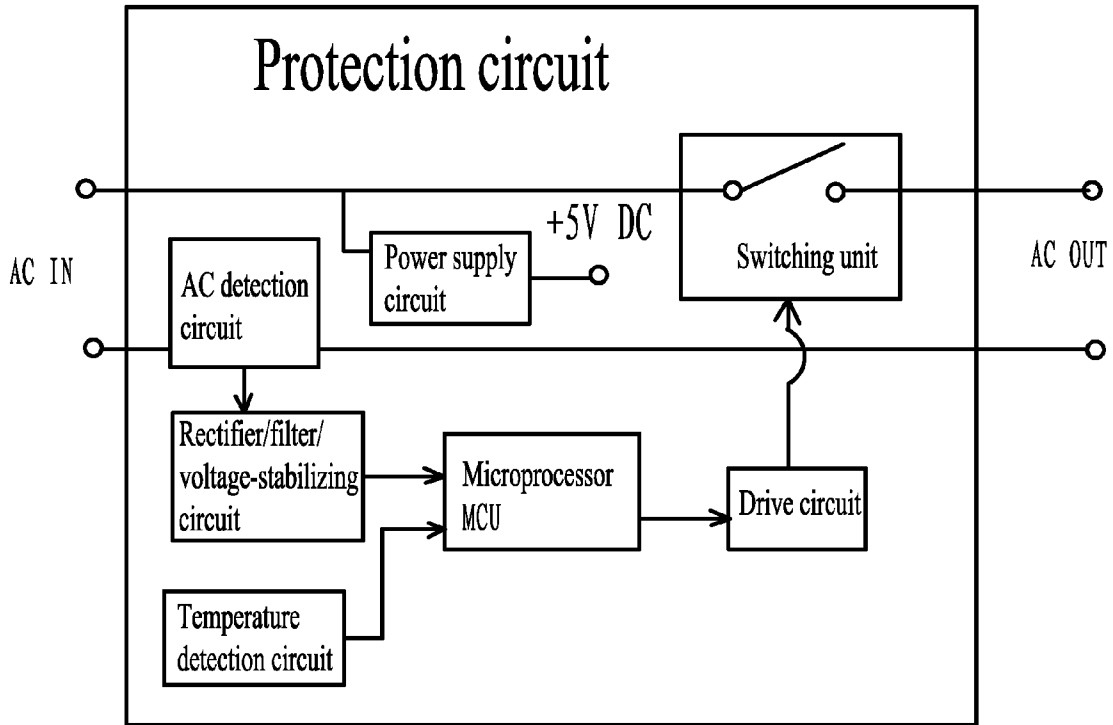 Protection circuit
+5V DC
AC IN
AC detection
circuit
Power supply
circuit
Switching unit
AC OUT
Rectifier/filter/
voltage-stabilizing
circuit
Microprocessor
MCU
Drive circuit
Temperature
detection circuit